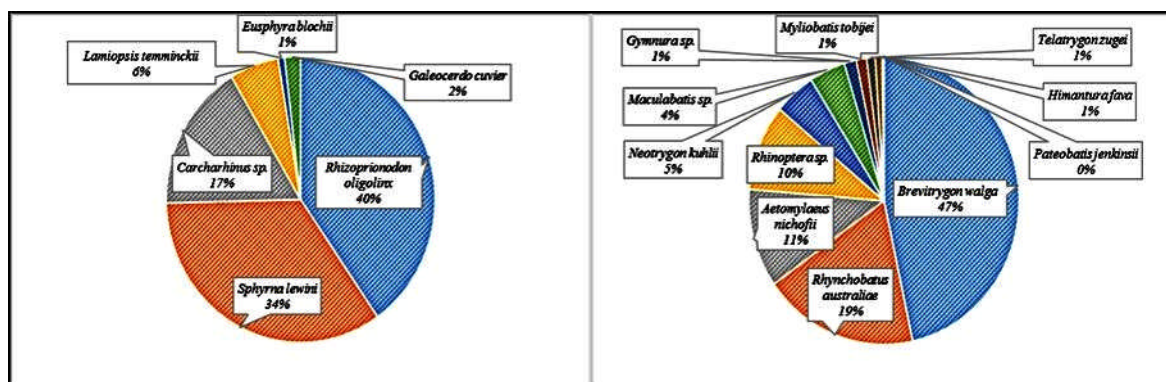 Eusphyra blochii
1%
Lamiopsis temminckii
6%
Galeocerdo cuvier
2%
Carcharhinus sp.
17%
Rhizoprionodon
oligolinx
40%
Sphyrna lewini
34%
Gymnura sp.
1%
Myliobatis tobijei
1%
Telatrygon zugei
1%
Maculabatis sp.
4%
Himantura fava
1%
Neotrygon kuhlii
5%
Rhinoptera sp.
10%
Pateobatis jenkinsii
0%
Brevitrygon walga
47%
Aetomylaeus
nichofii
11%
Rhynchobatus
australiae
19%